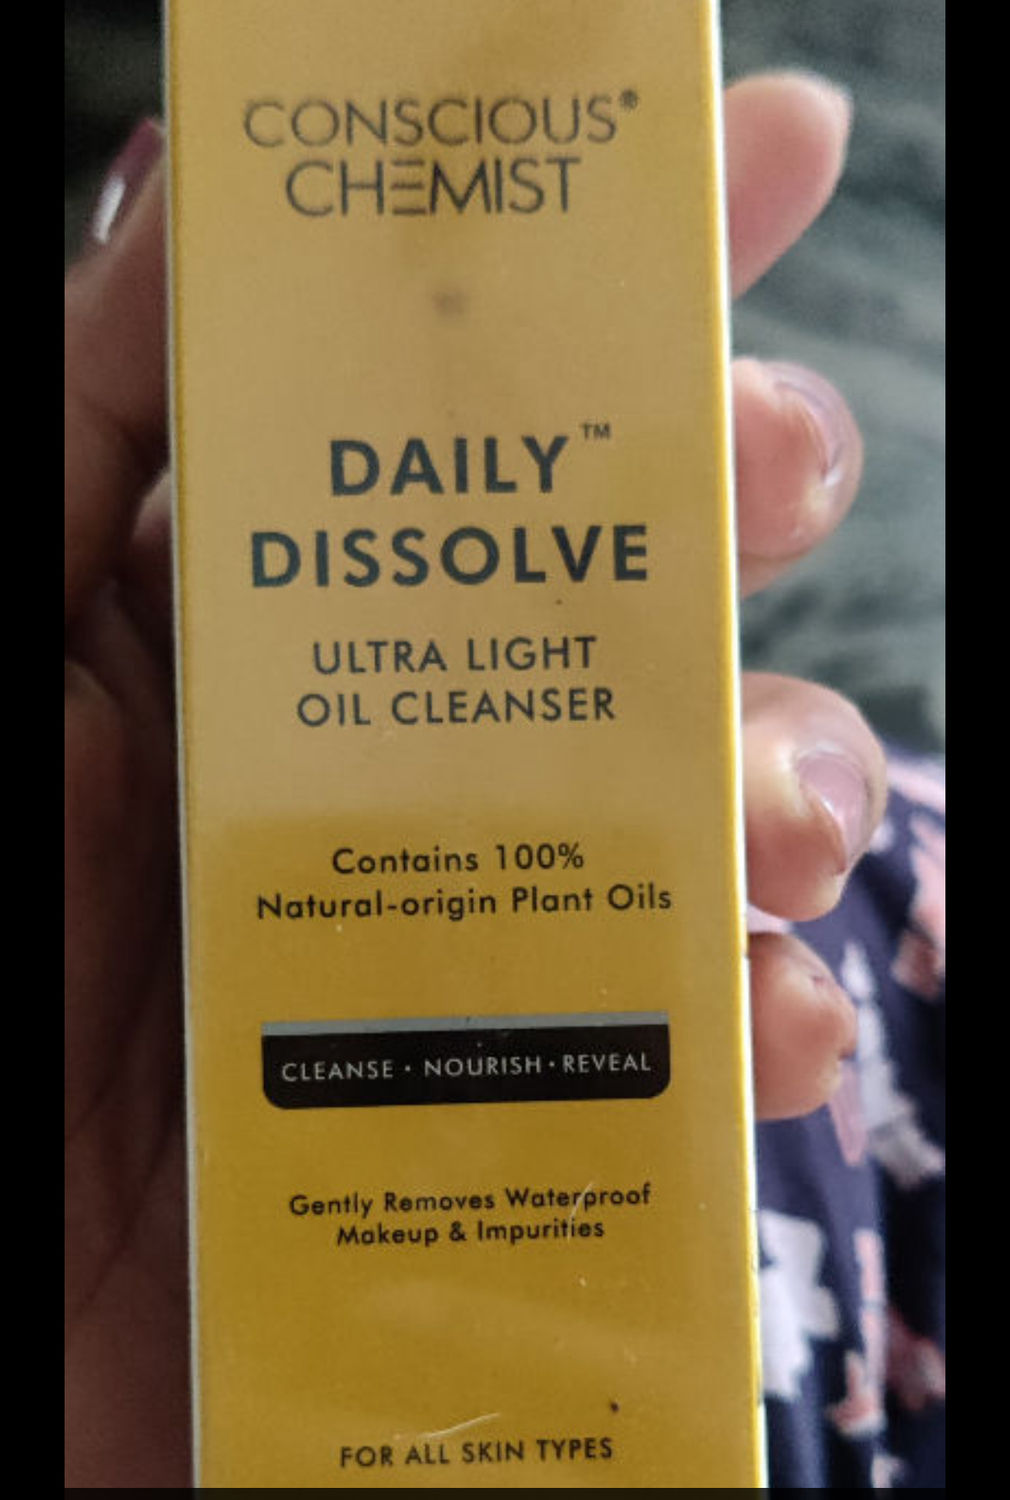 CONSCIOUS®
CHEMIST
DAILY™
DISSOLVE
ULTRA LIGHT
OIL CLEANSER
Contains 100%
Natural-origin Plant Oils
CLEANSE · NOURISH · REVEAL
Gently Removes Waterproof
Makeup & Impurities
FOR ALL SKIN TYPES